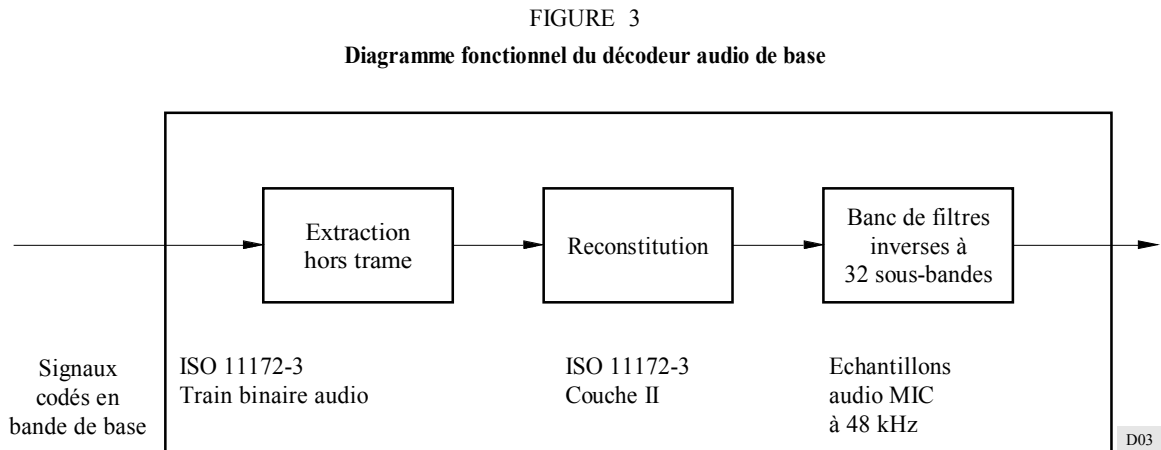 FIGURE 3
Diagramme fonctionnel du décodeur audio de base
Extraction
hors trame
Reconstitution
Banc de filtres
inverses à
32 sous-bandes
Signaux
codés en
bande de base
ISO 11172-3
Train binaire audio
ISO 11172-3
Couche II
Echantillons
audio MIC
à 48 kHz
D03